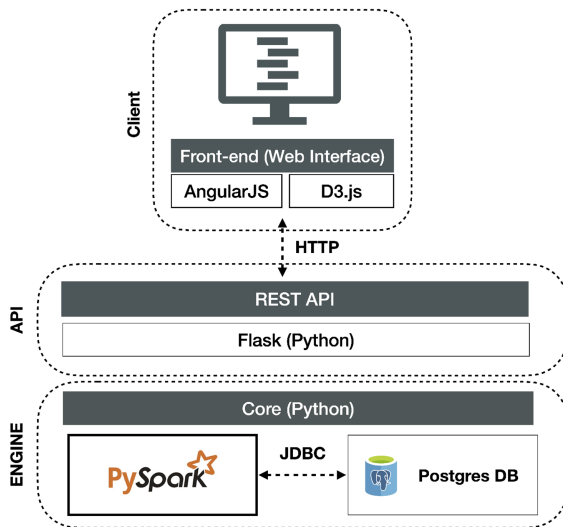 Client
Front-end (Web Interface)
AngularJS
D3.js
HTTP
API
REST API
Flask (Python)
ENGINE
Core (Python)
PySpark
JDBC
Postgres DB